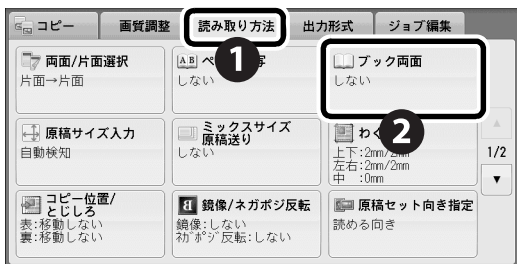 コピー
画質調整
読み取り方法
出力形式
ジョブ編集
両面/片面選択
片面→片面
AB
しない
ブック両面
しない
1
原稿サイズ入力
自動検知
ミックスサイズ
原稿送り
しない
わく
上下:2mm/2mm
左右:2mm/2mm
中 :0mm
2
1/2
コピー位置/
とじしろ
表:移動しない
裏:移動しない
鏡像/ネガポジ反転
鏡像:しない
ネガポジ反転:しない
原稿セット向き指定
読める向き